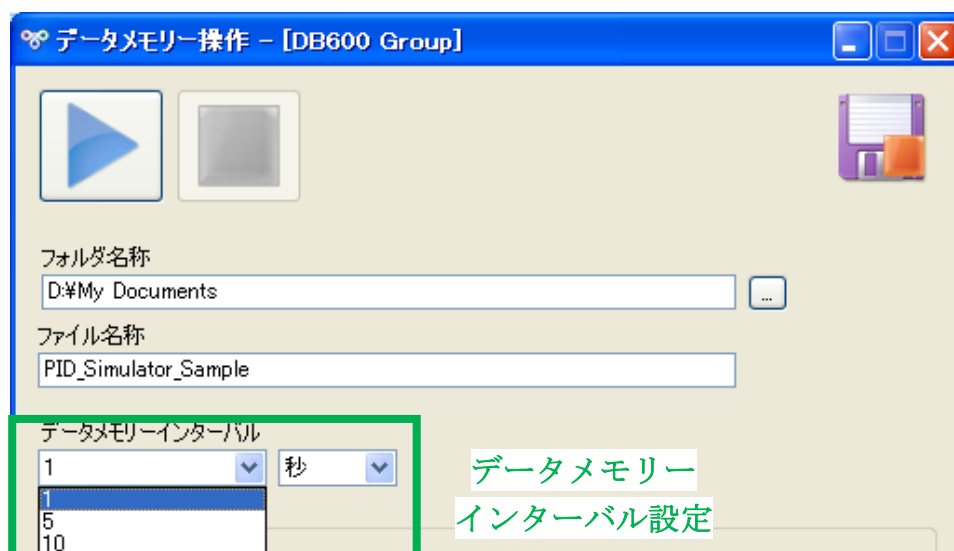 データメモリー操作 - [DB600 Group]
フォルダ名称
D:¥My Documents
...
ファイル名称
PID_Simulator_Sample
データメモリーインターバル
1
秒
1
5
10
データメモリー
インターバル設定